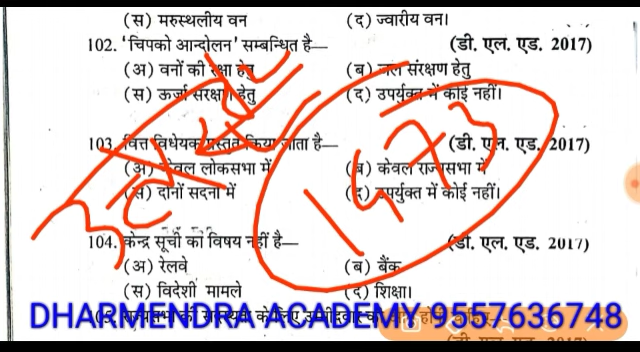 (स) मरुस्थलीय वन (द) ज्वारीय वन।
102. 'चिपको आन्दोलन' सम्बन्धित है— (डी. एल. एड. 2017)
(अ) वनों की रक्षा हेतु (ब) जल संरक्षण हेतु
(स) ऊर्जा संरक्षण हेतु (द) उपर्युक्त में कोई नहीं।
103. वित्त विधेयक प्रस्तुत किया जाता है— (डी. एल. एड. 2017)
(अ) केवल लोकसभा में (ब) केवल राज्यसभा में
(स) दोनों सदनों में (द) उपर्युक्त में कोई नहीं।
1973
104. केन्द्र सूची का विषय नहीं है— (डी. एल. एड. 2017)
(अ) रेलवे (ब) बैंक
(स) विदेशी मामले (द) शिक्षा।
DHARMENDRA ACADEMY 9557636748